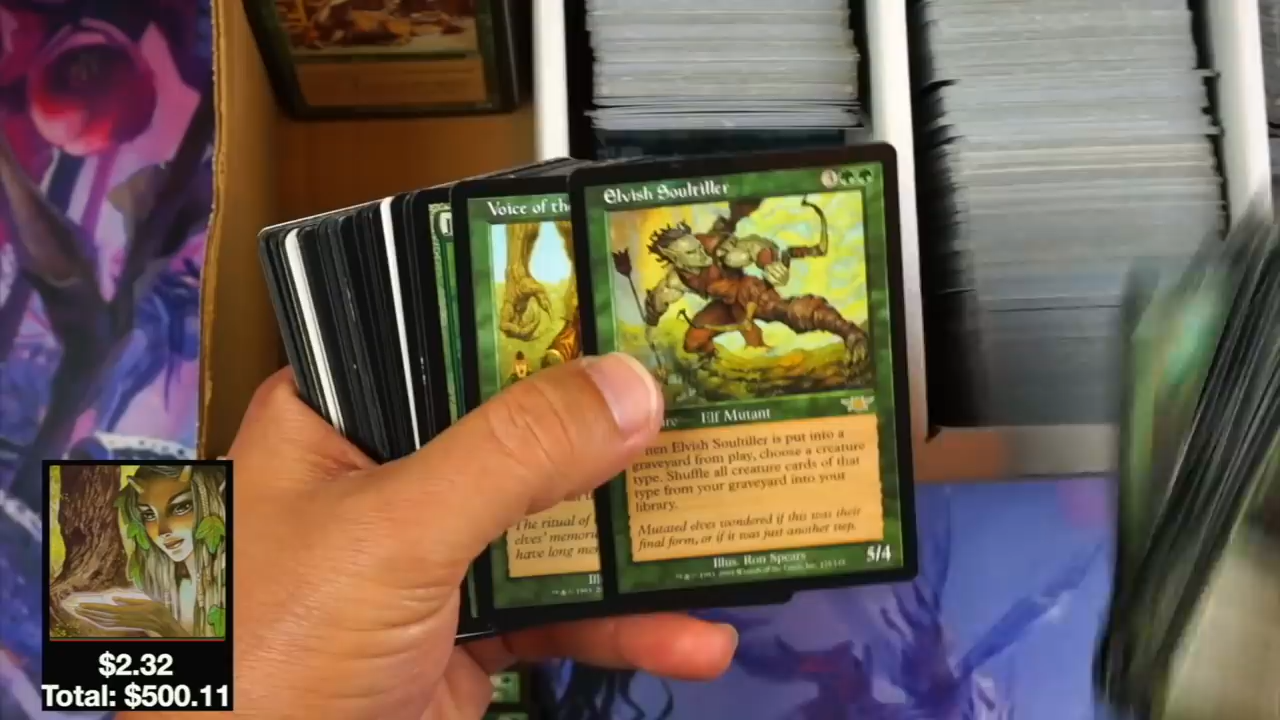 Elvish Soultiller
Voice of the
Elf Mutant
Elvish Soultiller is put into a
graveyard from play, choose a creature
type. Shuffle all creature cards of that
type from your graveyard into your
library.
Mutated elves wondered if this was their
final form, or if it was just another step.
Illus. Ron Spears
5/4
The ritual of
elves' memori
have long me
$2.32
Total: $500.11